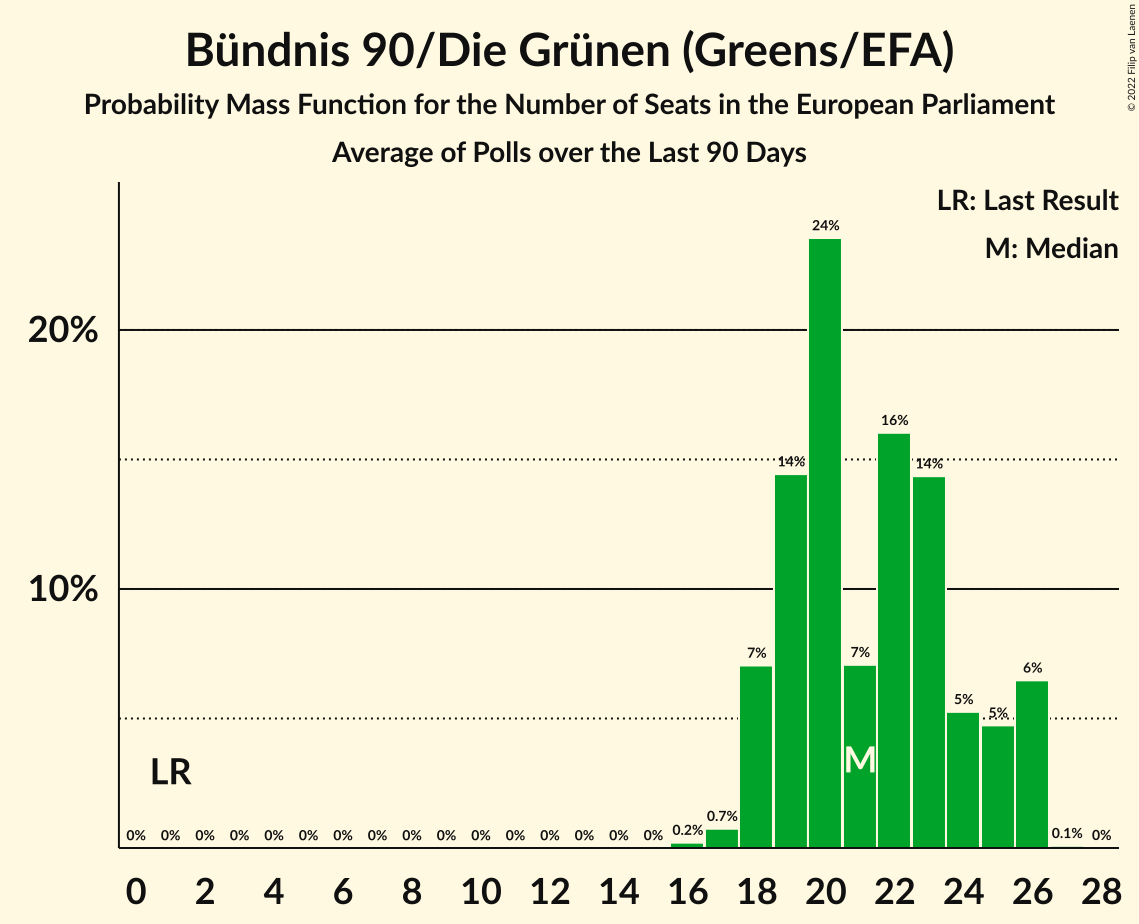 Bündnis 90/Die Grünen (Greens/EFA)
Probability Mass Function for the Number of Seats in the European Parliament
Average of Polls over the Last 90 Days
© 2022 Filip van Laenen
LR: Last Result
M: Median
24%
20%
16%
14% 14%
10%
7% 7% 6%
5% 5%
LR M
0% 0% 0% 0% 0% 0% 0% 0% 0% 0% 0% 0% 0% 0% 0% 0% 0.2% 0.7% 0.1% 0%
0 2 4 6 8 10 12 14 16 18 20 22 24 26 28